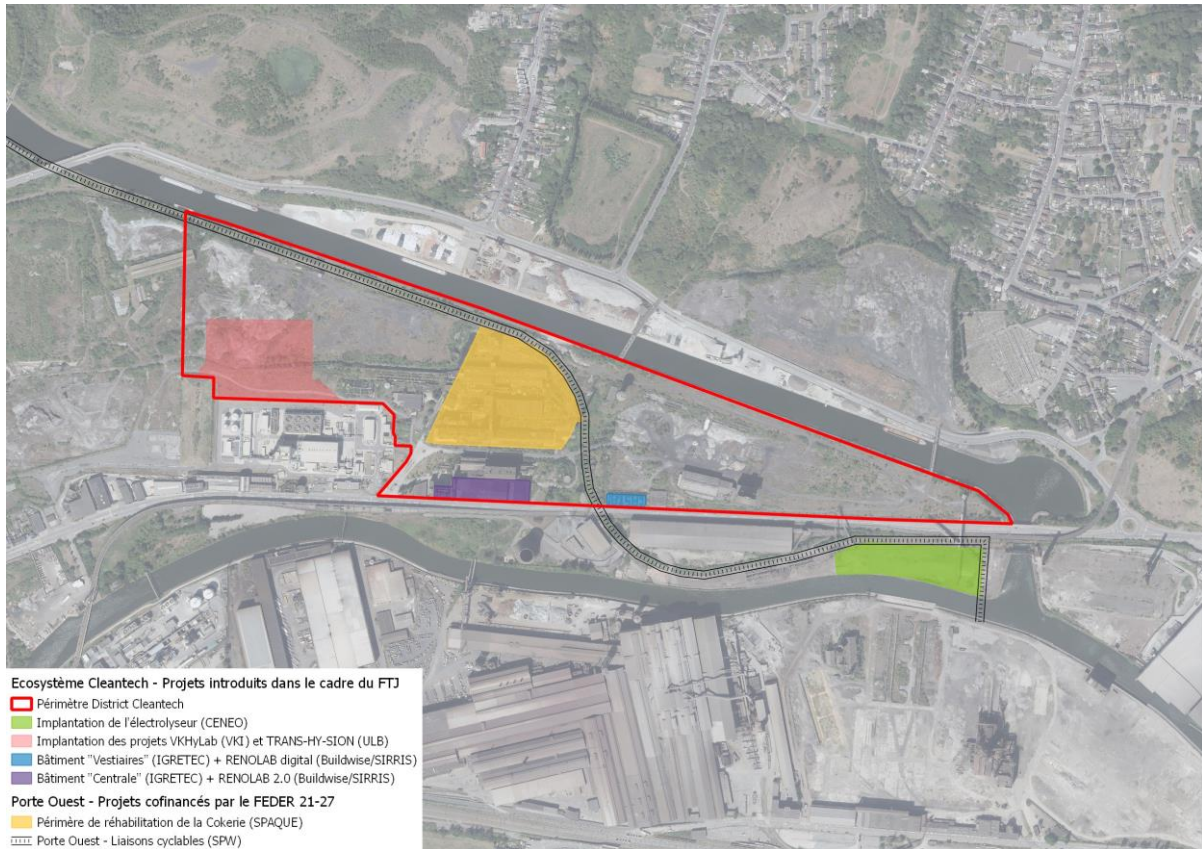 Ecosystème Cleantech - Projets introduits dans le cadre du FTJ
Périmètre District Cleantech
Implantation de l'électrolyseur (CENEO)
Implantation des projets VKHyLab (VKI) et TRANS-HY-SION (ULB)
Bâtiment "Vestiaires" (IGRETEC) + RENOLAB digital (Buildwise/SIRRIS)
Bâtiment "Centrale" (IGRETEC) + RENOLAB 2.0 (Buildwise/SIRRIS)
Porte Ouest - Projets cofinancés par le FEDER 21-27
Périmère de réhabilitation de la Cokerie (SPAQUE)
Porte Ouest - Liaisons cyclables (SPW)